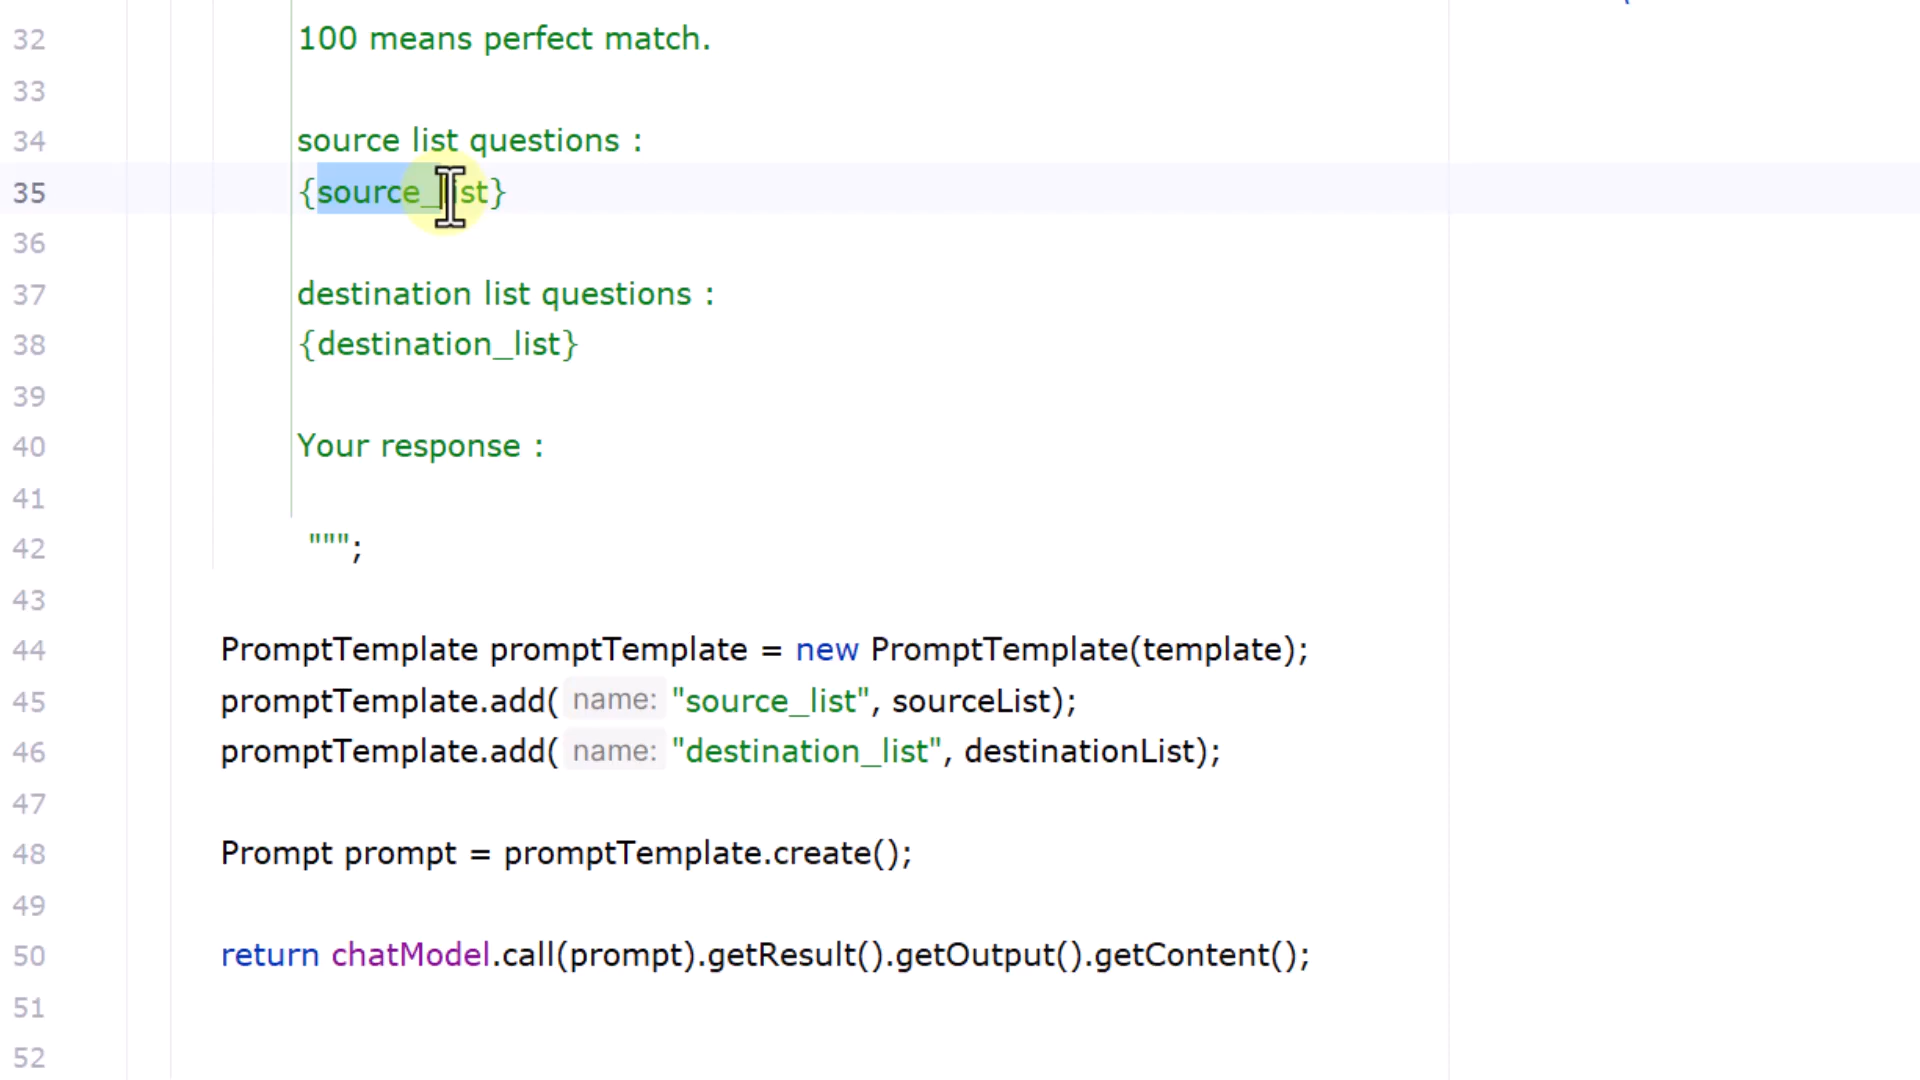 32 100 means perfect match.
33
34 source list questions :
35 {source_list}
36
37 destination list questions :
38 {destination_list}
39
40 Your response :
41
42 """;
43
44 PromptTemplate promptTemplate = new PromptTemplate(template);
45 promptTemplate.add( name: "source_list", sourceList);
46 promptTemplate.add( name: "destination_list", destinationList);
47
48 Prompt prompt = promptTemplate.create();
49
50 return chatModel.call(prompt).getResult().getOutput().getContent();
51
52